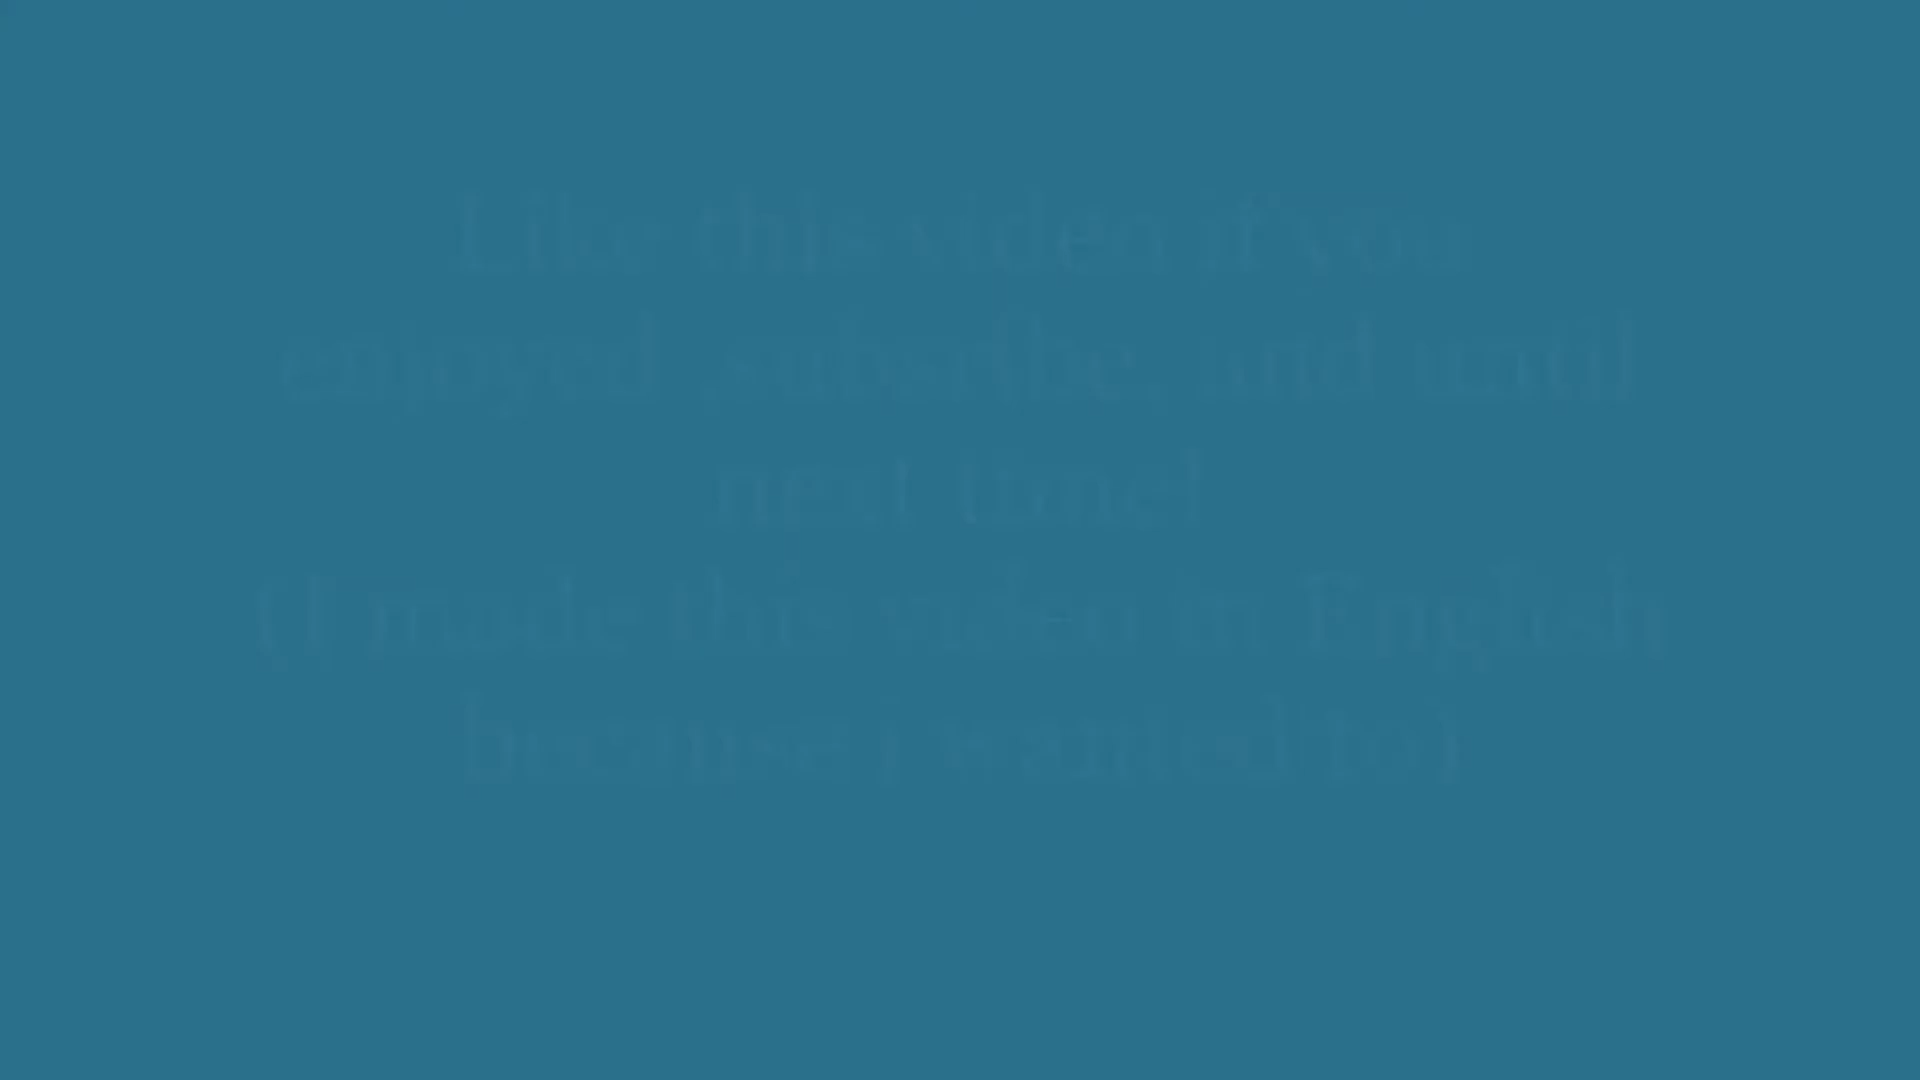 Like this video if you
enjoyed, subscribe, and until
next time!
(I made this video in English
because I wanted to)